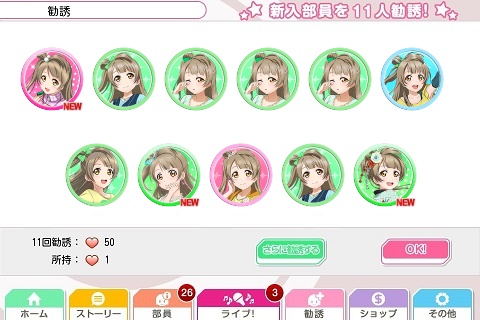 勧誘
新入部員を11人勧誘!
NEW
NEW
NEW
11回勧誘: 50
所持: 1
さらに勧誘する
OK!
26
3
ホーム
ストーリー
部員
ライブ!
勧誘
ショップ
その他